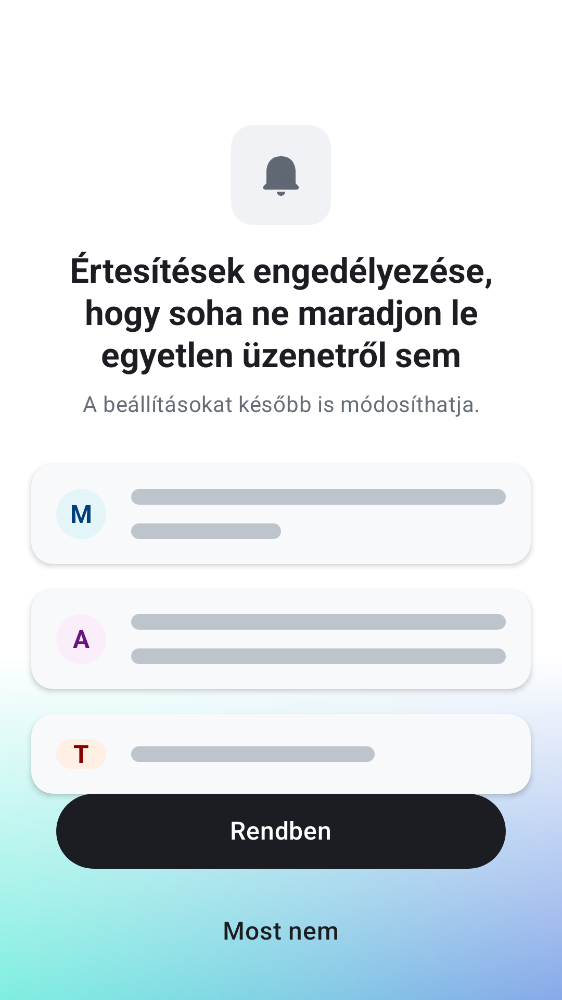 Értesítések engedélyezése,
hogy soha ne maradjon le
egyetlen üzenetről sem
A beállításokat később is módosíthatja.
M
A
T
Rendben
Most nem